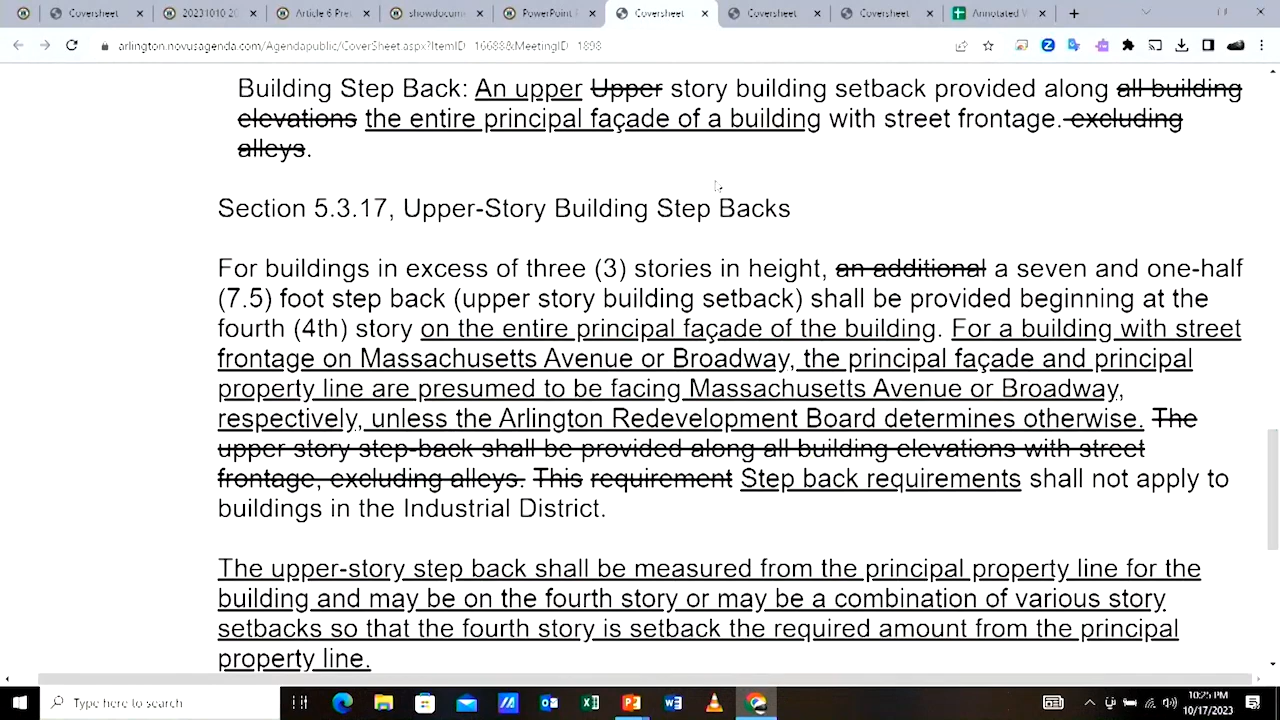 Coversheet
20231010 20
Article 6 Pre
showdocum
PowerPoint
Coversheet
Coversheet
Coversheet
Annotated W
arlington.novusagenda.com/Agendapublic/CoverSheet.aspx?ItemID=16688&MeetingID=1898
Building Step Back: An upper Upper story building setback provided along all building
elevations the entire principal façade of a building with street frontage. excluding
alleys.
Section 5.3.17, Upper-Story Building Step Backs
For buildings in excess of three (3) stories in height, an additional a seven and one-half
(7.5) foot step back (upper story building setback) shall be provided beginning at the
fourth (4th) story on the entire principal façade of the building. For a building with street
frontage on Massachusetts Avenue or Broadway, the principal façade and principal
property line are presumed to be facing Massachusetts Avenue or Broadway,
respectively, unless the Arlington Redevelopment Board determines otherwise. The
upper story step-back shall be provided along all building elevations with street
frontage, excluding alleys. This requirement Step back requirements shall not apply to
buildings in the Industrial District.
The upper-story step back shall be measured from the principal property line for the
building and may be on the fourth story or may be a combination of various story
setbacks so that the fourth story is setback the required amount from the principal
property line.
Type here to search
10:25 PM
10/17/2023